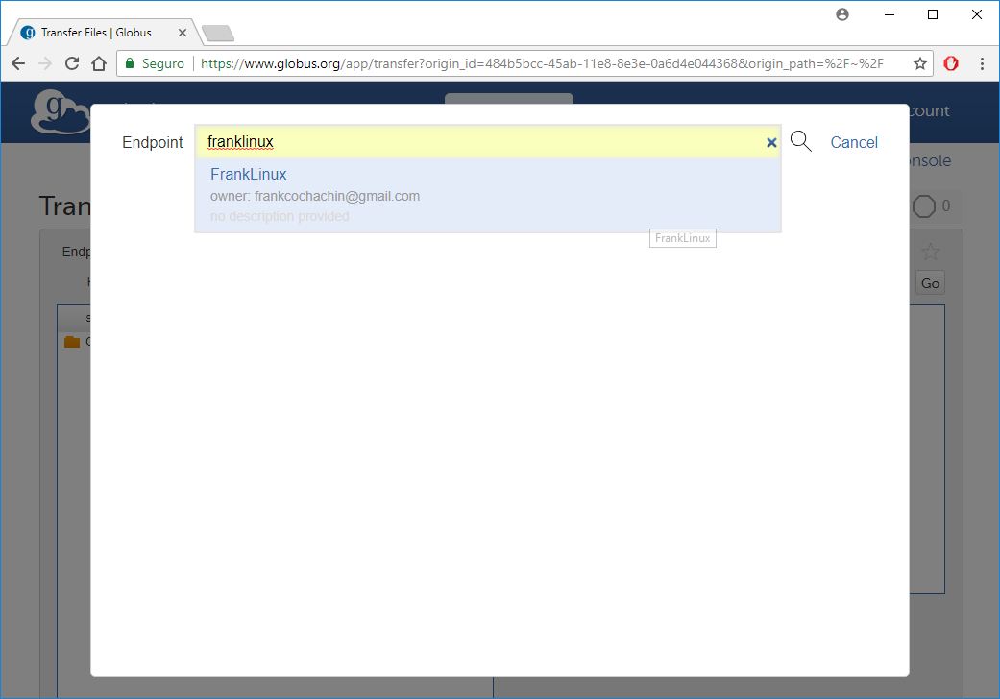 Transfer Files | Globus
Seguro https://www.globus.org/app/transfer?origin_id=484b5bcc-45ab-11e8-8e3e-0a6d4e044368&origin_path=%2F~%2F
g
count
Endpoint franklinux Cancel
FrankLinux
owner: frankcochachin@gmail.com
no description provided
FrankLinux
nsole
Tran
0
Endp
Go